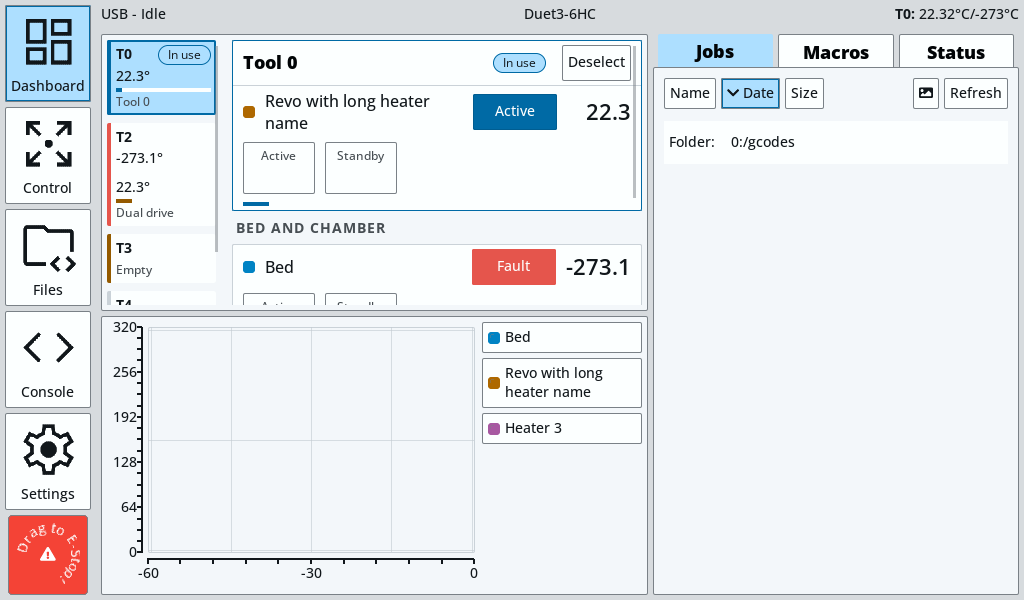 USB - Idle
Duet3-6HC
T0: 22.32°C/-273°C
Dashboard
Control
Files
Console
Settings
Drag to E-Stop!
T0
In use
22.3°
Tool 0
T2
-273.1°
22.3°
Dual drive
T3
Empty
T4
Tool 0
In use
Deselect
Revo with long heater
name
Active
22.3
Active
Standby
BED AND CHAMBER
Bed
Fault
-273.1
Active
Standby
320
256
192
128
64
0
-60
-30
0
Bed
Revo with long
heater name
Heater 3
Jobs
Macros
Status
Name
Date
Size
Refresh
Folder:
0:/gcodes